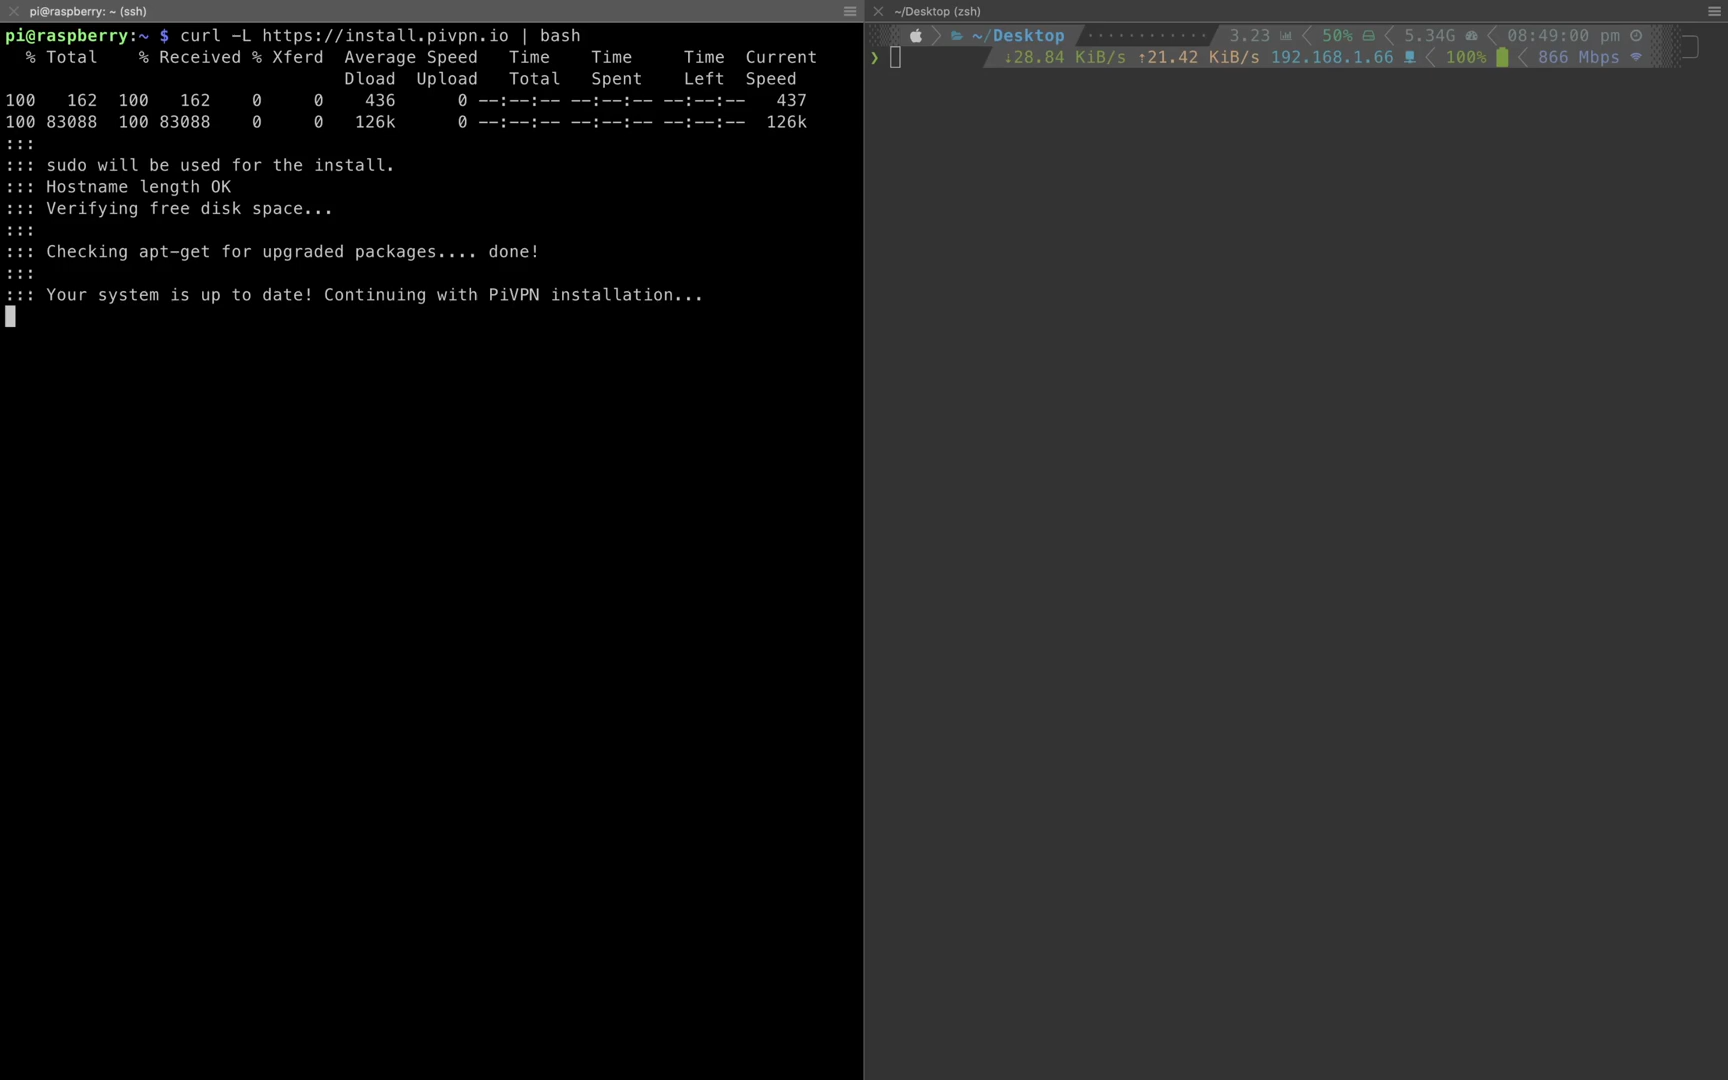 pi@raspberry: ~ (ssh)
pi@raspberry:~ $ curl -L https://install.pivpn.io | bash
% Total % Received % Xferd Average Speed Time Time Time Current
Dload Upload Total Spent Left Speed
100 162 100 162 0 0 436 0 --:--:-- --:--:-- --:--:-- 437
100 83088 100 83088 0 0 126k 0 --:--:-- --:--:-- --:--:-- 126k
:::
::: sudo will be used for the install.
::: Hostname length OK
::: Verifying free disk space...
:::
::: Checking apt-get for upgraded packages.... done!
:::
::: Your system is up to date! Continuing with PiVPN installation...
~/Desktop (zsh)
~/Desktop 3.23 50% 5.34G 08:49:00 pm
❯ ↓28.84 KiB/s ↑21.42 KiB/s 192.168.1.66 100% 866 Mbps